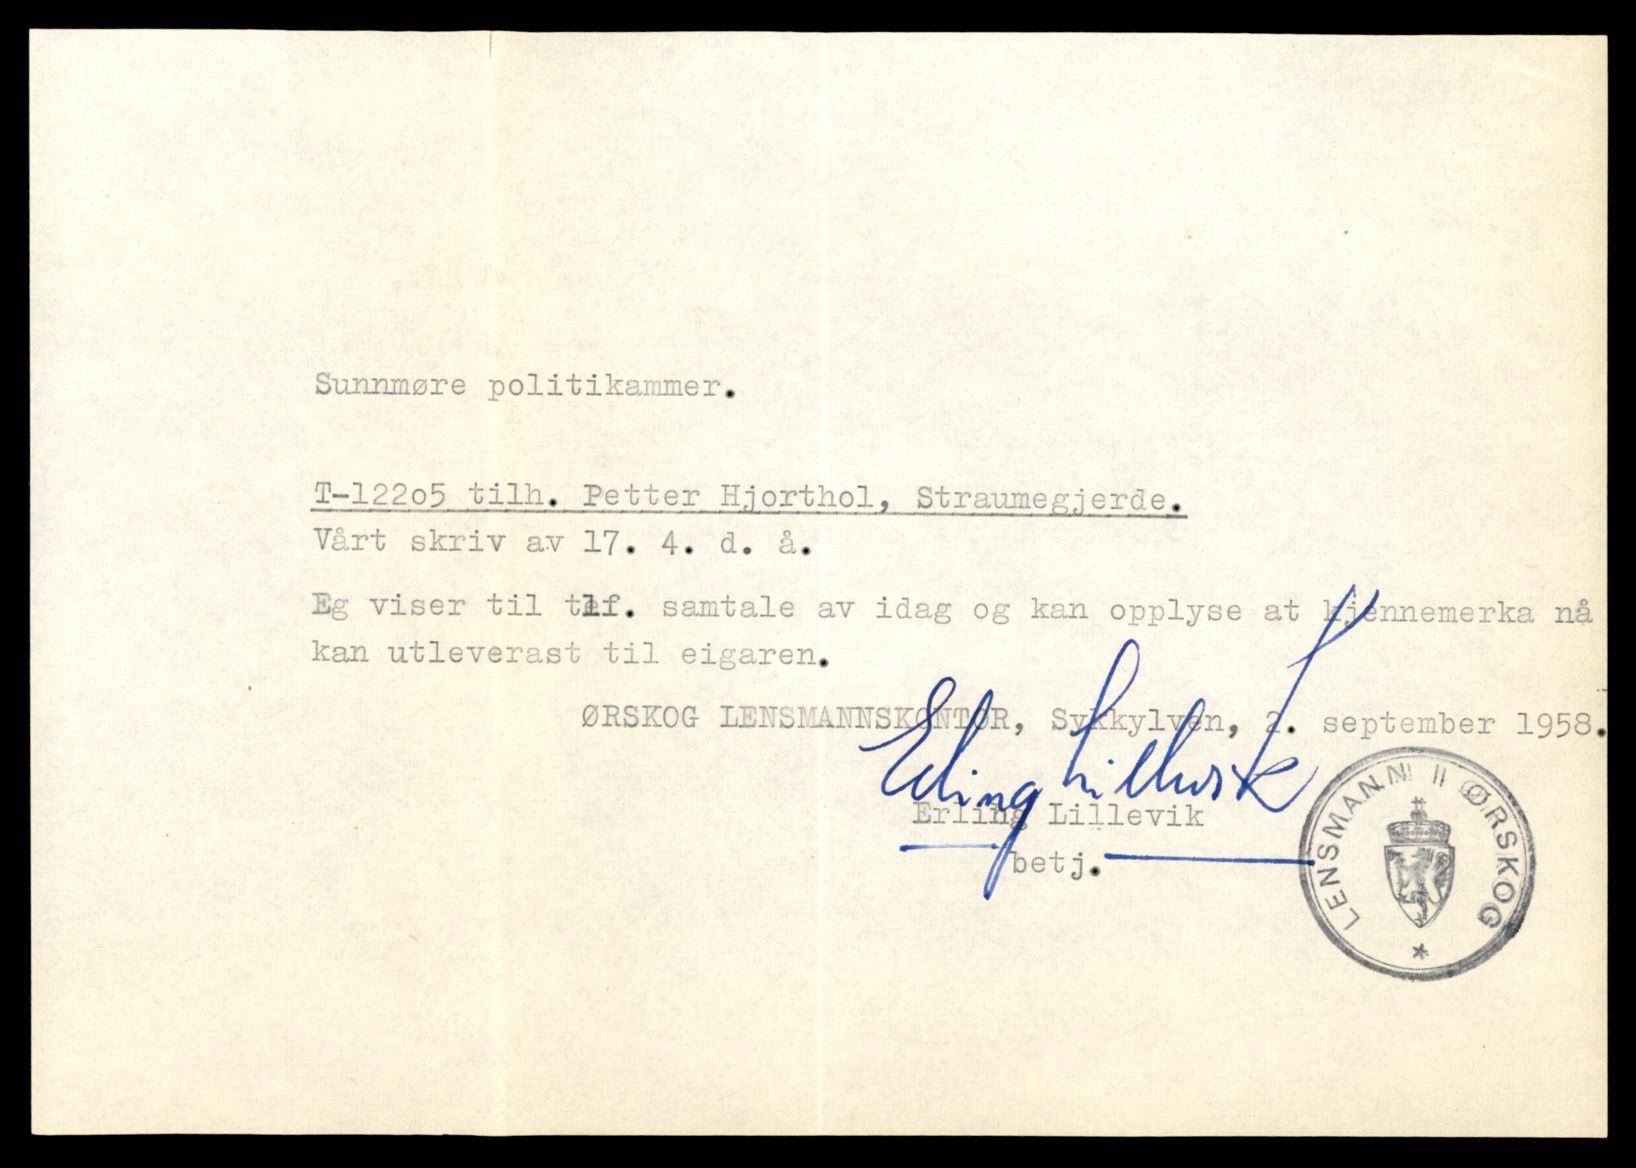 Sunnmøre politikammer.
T-122o5 tilh. Petter Hjorthol, Straumegjerde.
Vårt skriv av 17. 4. d. å.
Eg viser til tlf. samtale av idag og kan opplyse at kjennemerka nå
kan utleverast til eigaren.
ØRSKOG LENSMANNSKONTOR, Sykkylven, 2. september 1958.
Erling Lillevik
Erling Lillevik
betj.
LENSMANNEN I ØRSKOG